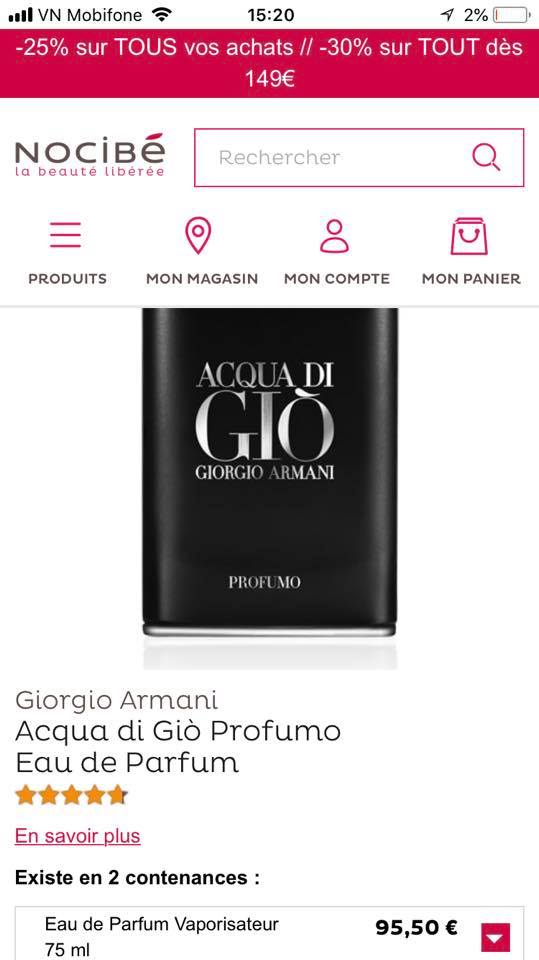 VN Mobifone 15:20 2%
-25% sur TOUS vos achats // -30% sur TOUT dès
149€
NOCIBÉ
la beauté libérée
Rechercher
PRODUITS MON MAGASIN MON COMPTE MON PANIER
ACQUA DI
GIÒ
GIORGIO ARMANI
PROFUMO
Giorgio Armani
Acqua di Giò Profumo
Eau de Parfum
En savoir plus
Existe en 2 contenances :
Eau de Parfum Vaporisateur 95,50 €
75 ml